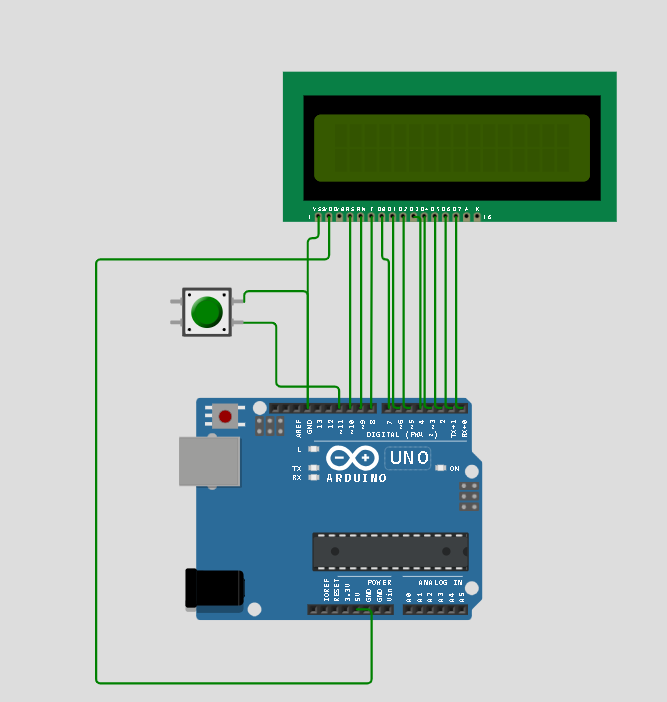 VSS VDD V0 RS RW E D0 D1 D2 D3 D4 D5 D6 D7 A K
1 16
AREF GND 13 12 ~11 ~10 ~9 8 7 ~6 ~5 4 ~3 2 TX→1 RX←0
DIGITAL (PWM ~)
L
TX
RX
UNO
ON
ARDUINO
POWER ANALOG IN
IOREF RESET 3.3V 5V GND GND Vin A0 A1 A2 A3 A4 A5